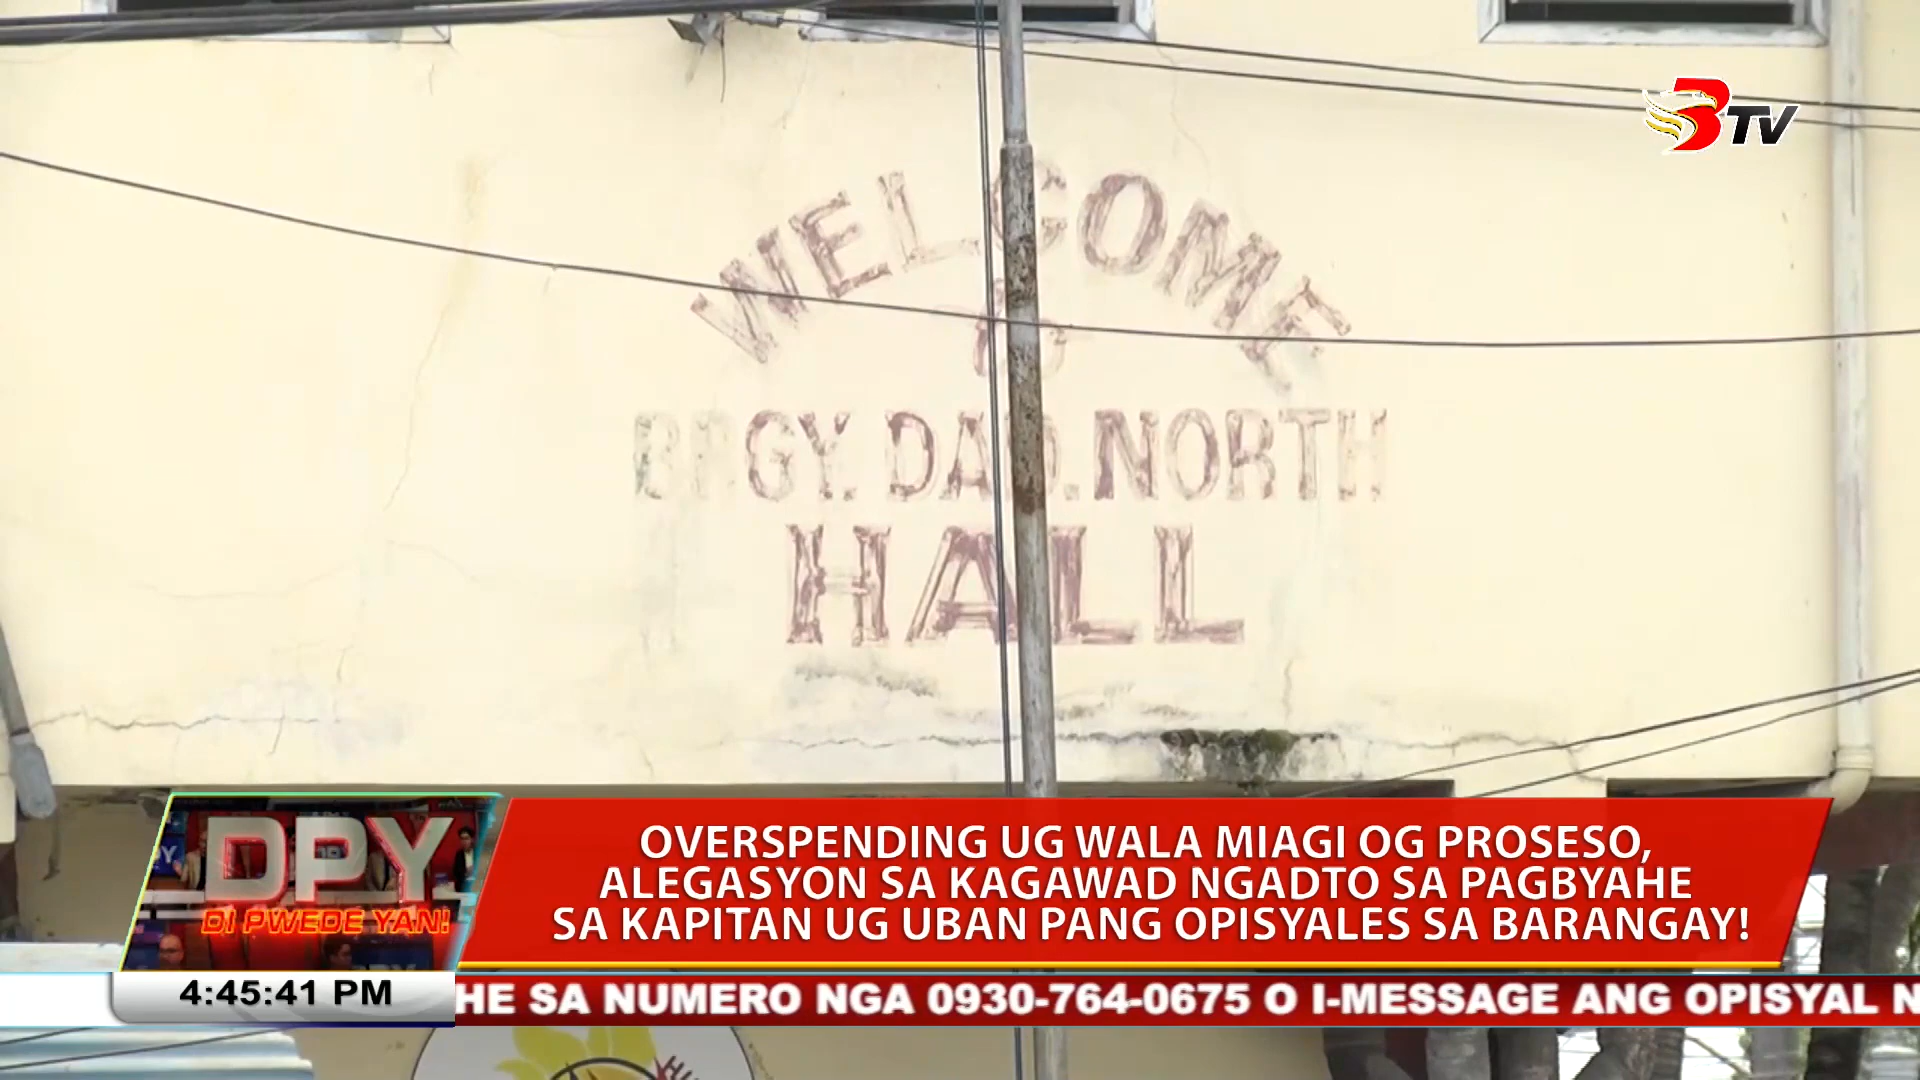 BTV
WELCOME
to
BRGY. DAO. NORTH
HALL
DPY
DI PWEDE YAN!
OVERSPENDING UG WALA MIAGI OG PROSESO,
ALEGASYON SA KAGAWAD NGADTO SA PAGBYAHE
SA KAPITAN UG UBAN PANG OPISYALES SA BARANGAY!
4:45:41 PM
HE SA NUMERO NGA 0930-764-0675 O I-MESSAGE ANG OPISYAL N